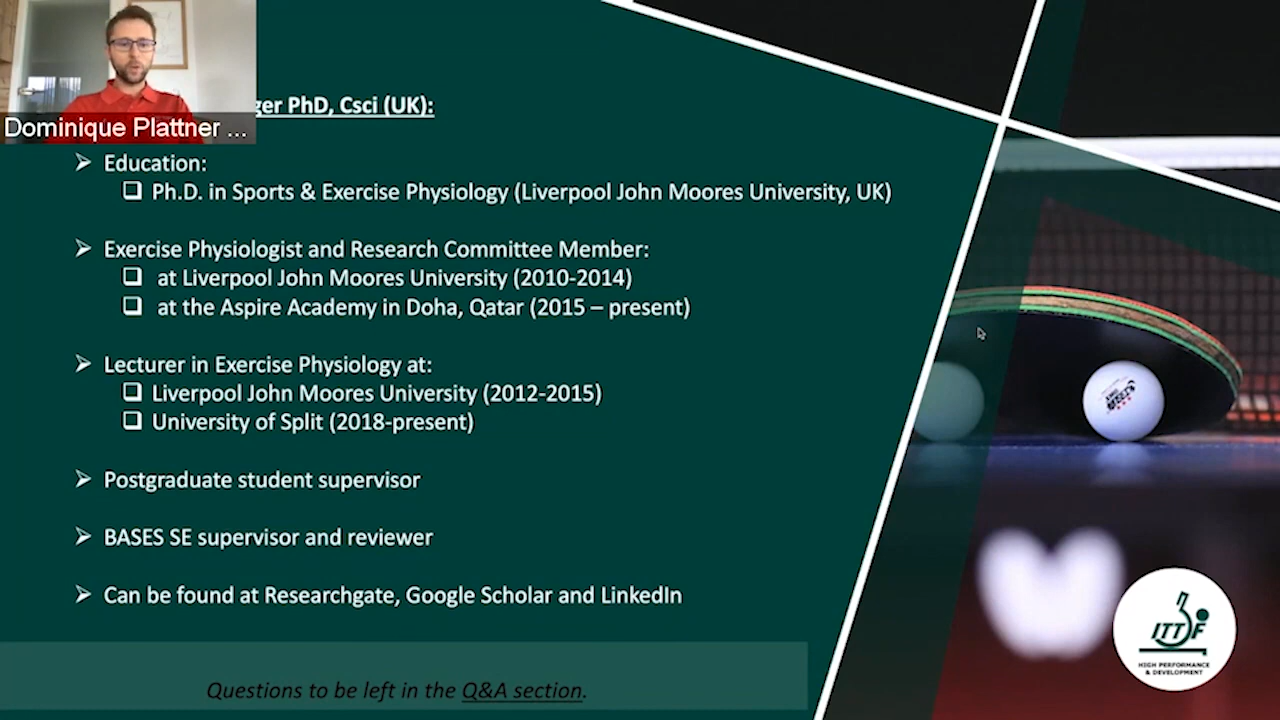 Dominique Plattner ...
PhD, Csci (UK):
Education:
Ph.D. in Sports & Exercise Physiology (Liverpool John Moores University, UK)
Exercise Physiologist and Research Committee Member:
at Liverpool John Moores University (2010-2014)
at the Aspire Academy in Doha, Qatar (2015 – present)
Lecturer in Exercise Physiology at:
Liverpool John Moores University (2012-2015)
University of Split (2018-present)
Postgraduate student supervisor
BASES SE supervisor and reviewer
Can be found at Researchgate, Google Scholar and LinkedIn
Questions to be left in the Q&A section.
ITTF
HIGH PERFORMANCE
& DEVELOPMENT